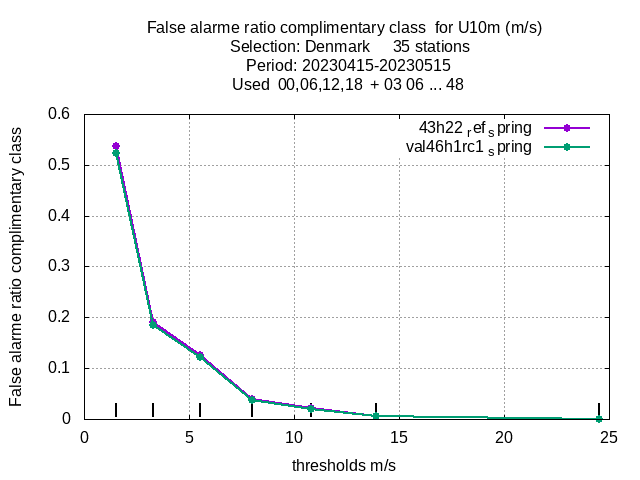 False alarme ratio complimentary class for U10m (m/s)
Selection: Denmark 35 stations
Period: 20230415-20230515
Used 00,06,12,18 + 03 06 ... 48
43h22 ref spring
val46h1rc1 spring
False alarme ratio complimentary class
0.6
0.5
0.4
0.3
0.2
0.1
0
0 5 10 15 20 25
thresholds m/s